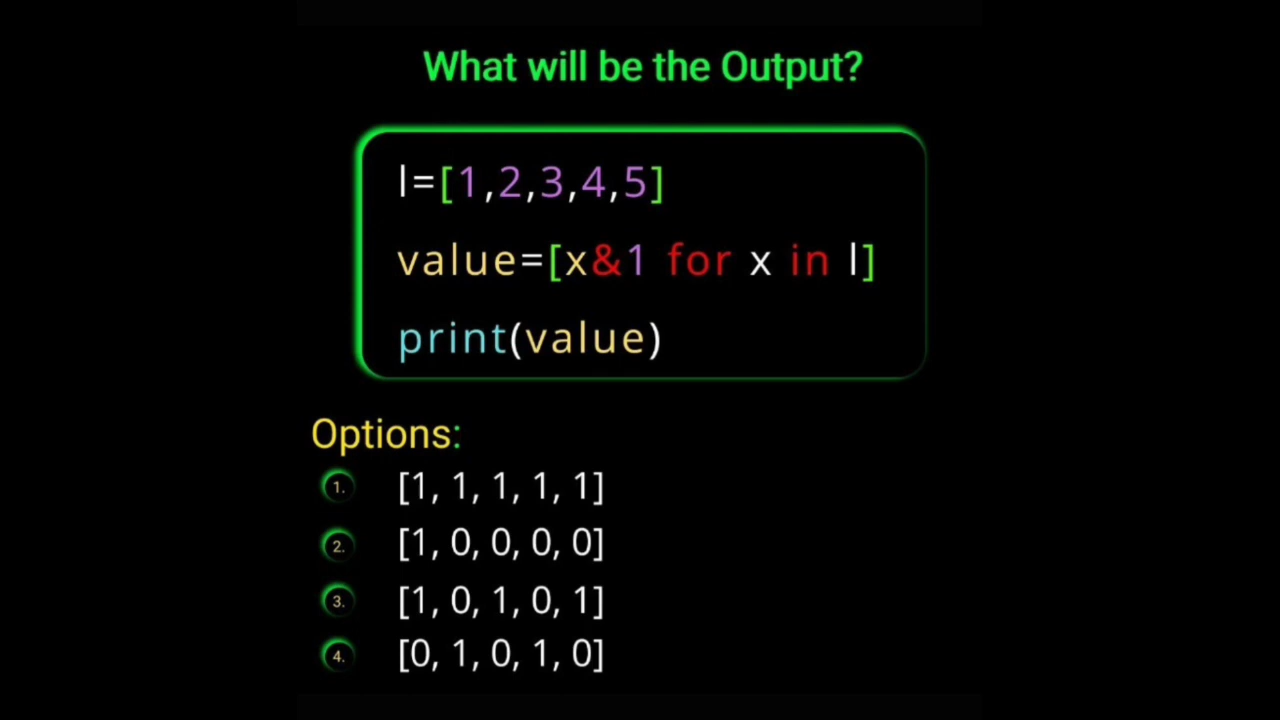 What will be the Output?
l=[1,2,3,4,5]
value=[x&1 for x in l]
print(value)
Options:
1. [1, 1, 1, 1, 1]
2. [1, 0, 0, 0, 0]
3. [1, 0, 1, 0, 1]
4. [0, 1, 0, 1, 0]